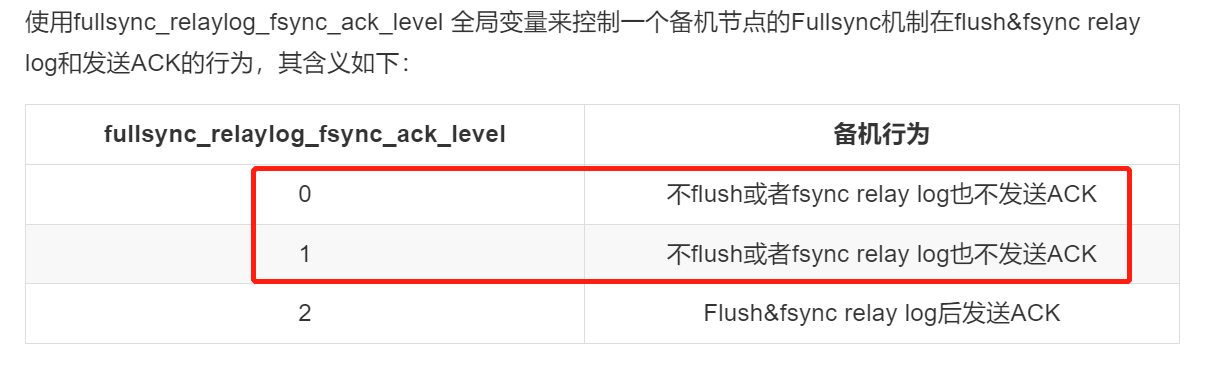 使用fullsync_relaylog_fsync_ack_level 全局变量来控制一个备机节点的Fullsync机制在flush&fsync relay
log和发送ACK的行为，其含义如下：
fullsync_relaylog_fsync_ack_level 备机行为
0 不flush或者fsync relay log也不发送ACK
1 不flush或者fsync relay log也不发送ACK
2 Flush&fsync relay log后发送ACK